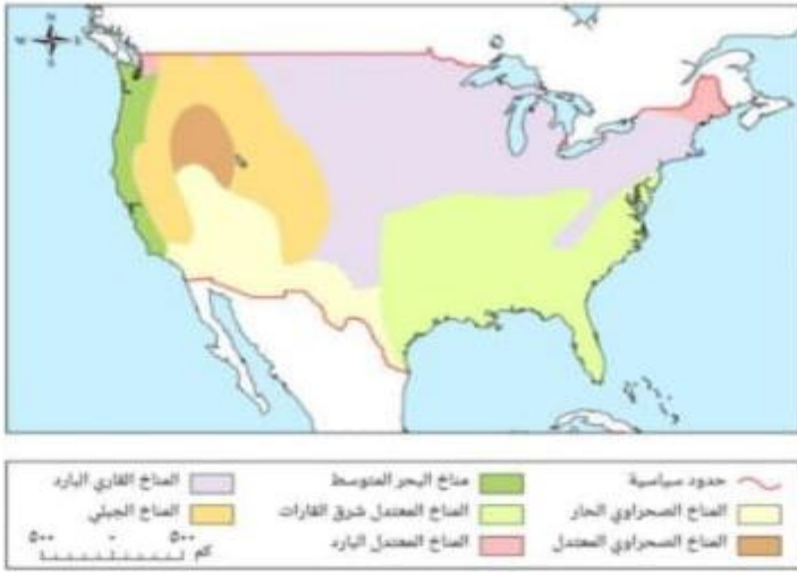 N
حدود سياسية
مناخ البحر المتوسط
المناخ القاري البارد
المناخ الصحراوي الحار
المناخ المعتدل شرق القارات
المناخ الجبلي
المناخ الصحراوي المعتدل
المناخ المعتدل البارد
٥٠٠ ٠ ٥٠٠ كم